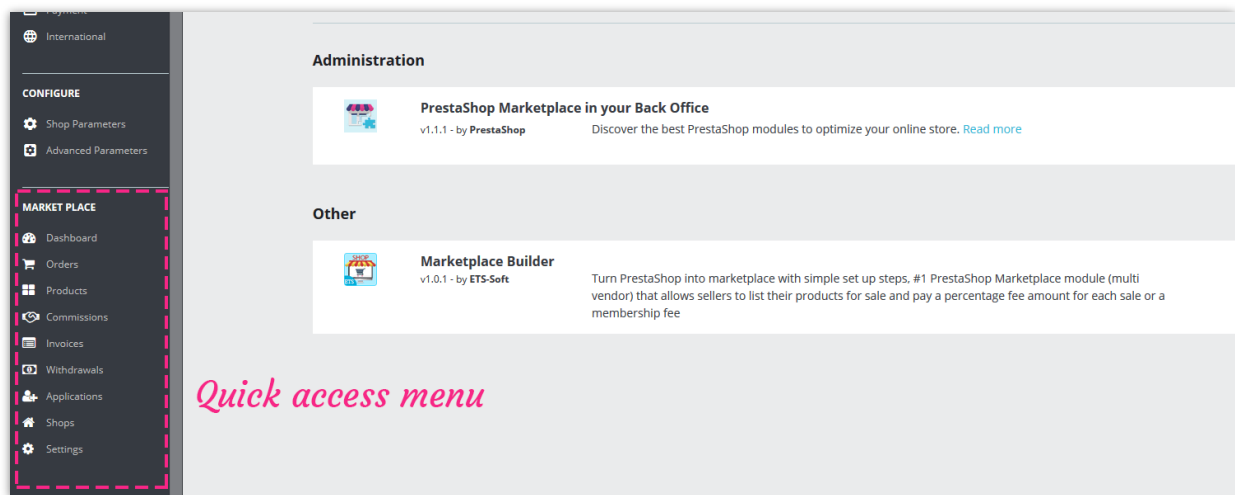 Payment
International
CONFIGURE
Shop Parameters
Advanced Parameters
MARKET PLACE
Dashboard
Orders
Products
Commissions
Invoices
Withdrawals
Applications
Shops
Settings
Administration
PrestaShop Marketplace in your Back Office
v1.1.1 - by PrestaShop
Discover the best PrestaShop modules to optimize your online store. Read more
Other
SHOP
ETS
Marketplace Builder
v1.0.1 - by ETS-Soft
Turn PrestaShop into marketplace with simple set up steps, #1 PrestaShop Marketplace module (multi
vendor) that allows sellers to list their products for sale and pay a percentage fee amount for each sale or a
membership fee
Quick access menu